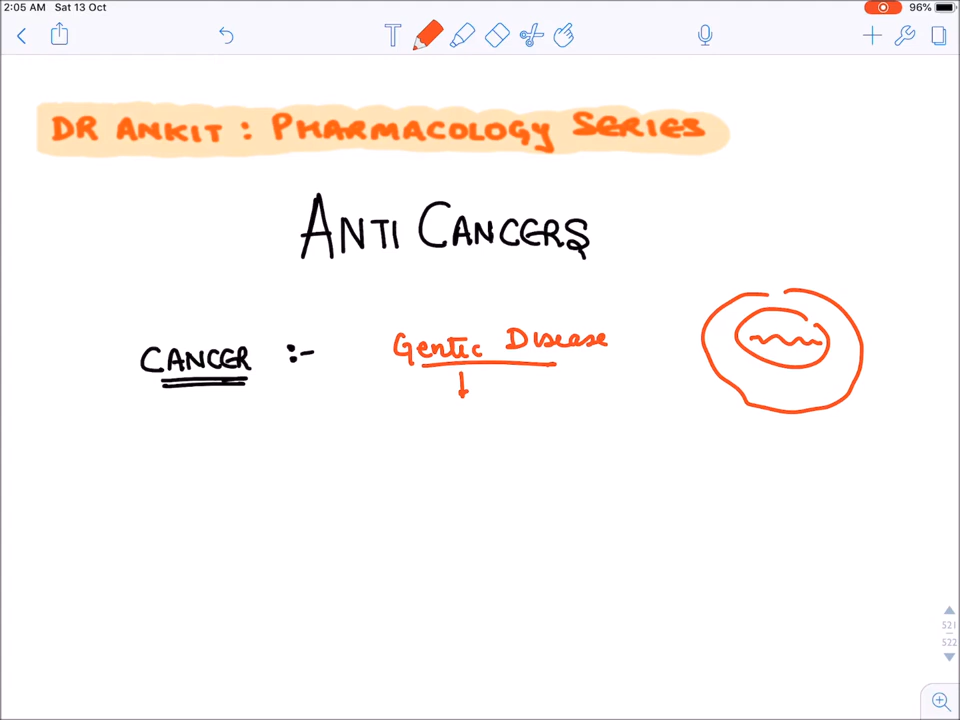 2:05 AM Sat 13 Oct 96%
T
DR ANKIT : PHARMACOLOGY SERIES
ANTI CANCERS
CANCER :- Gentic Disease
521
522